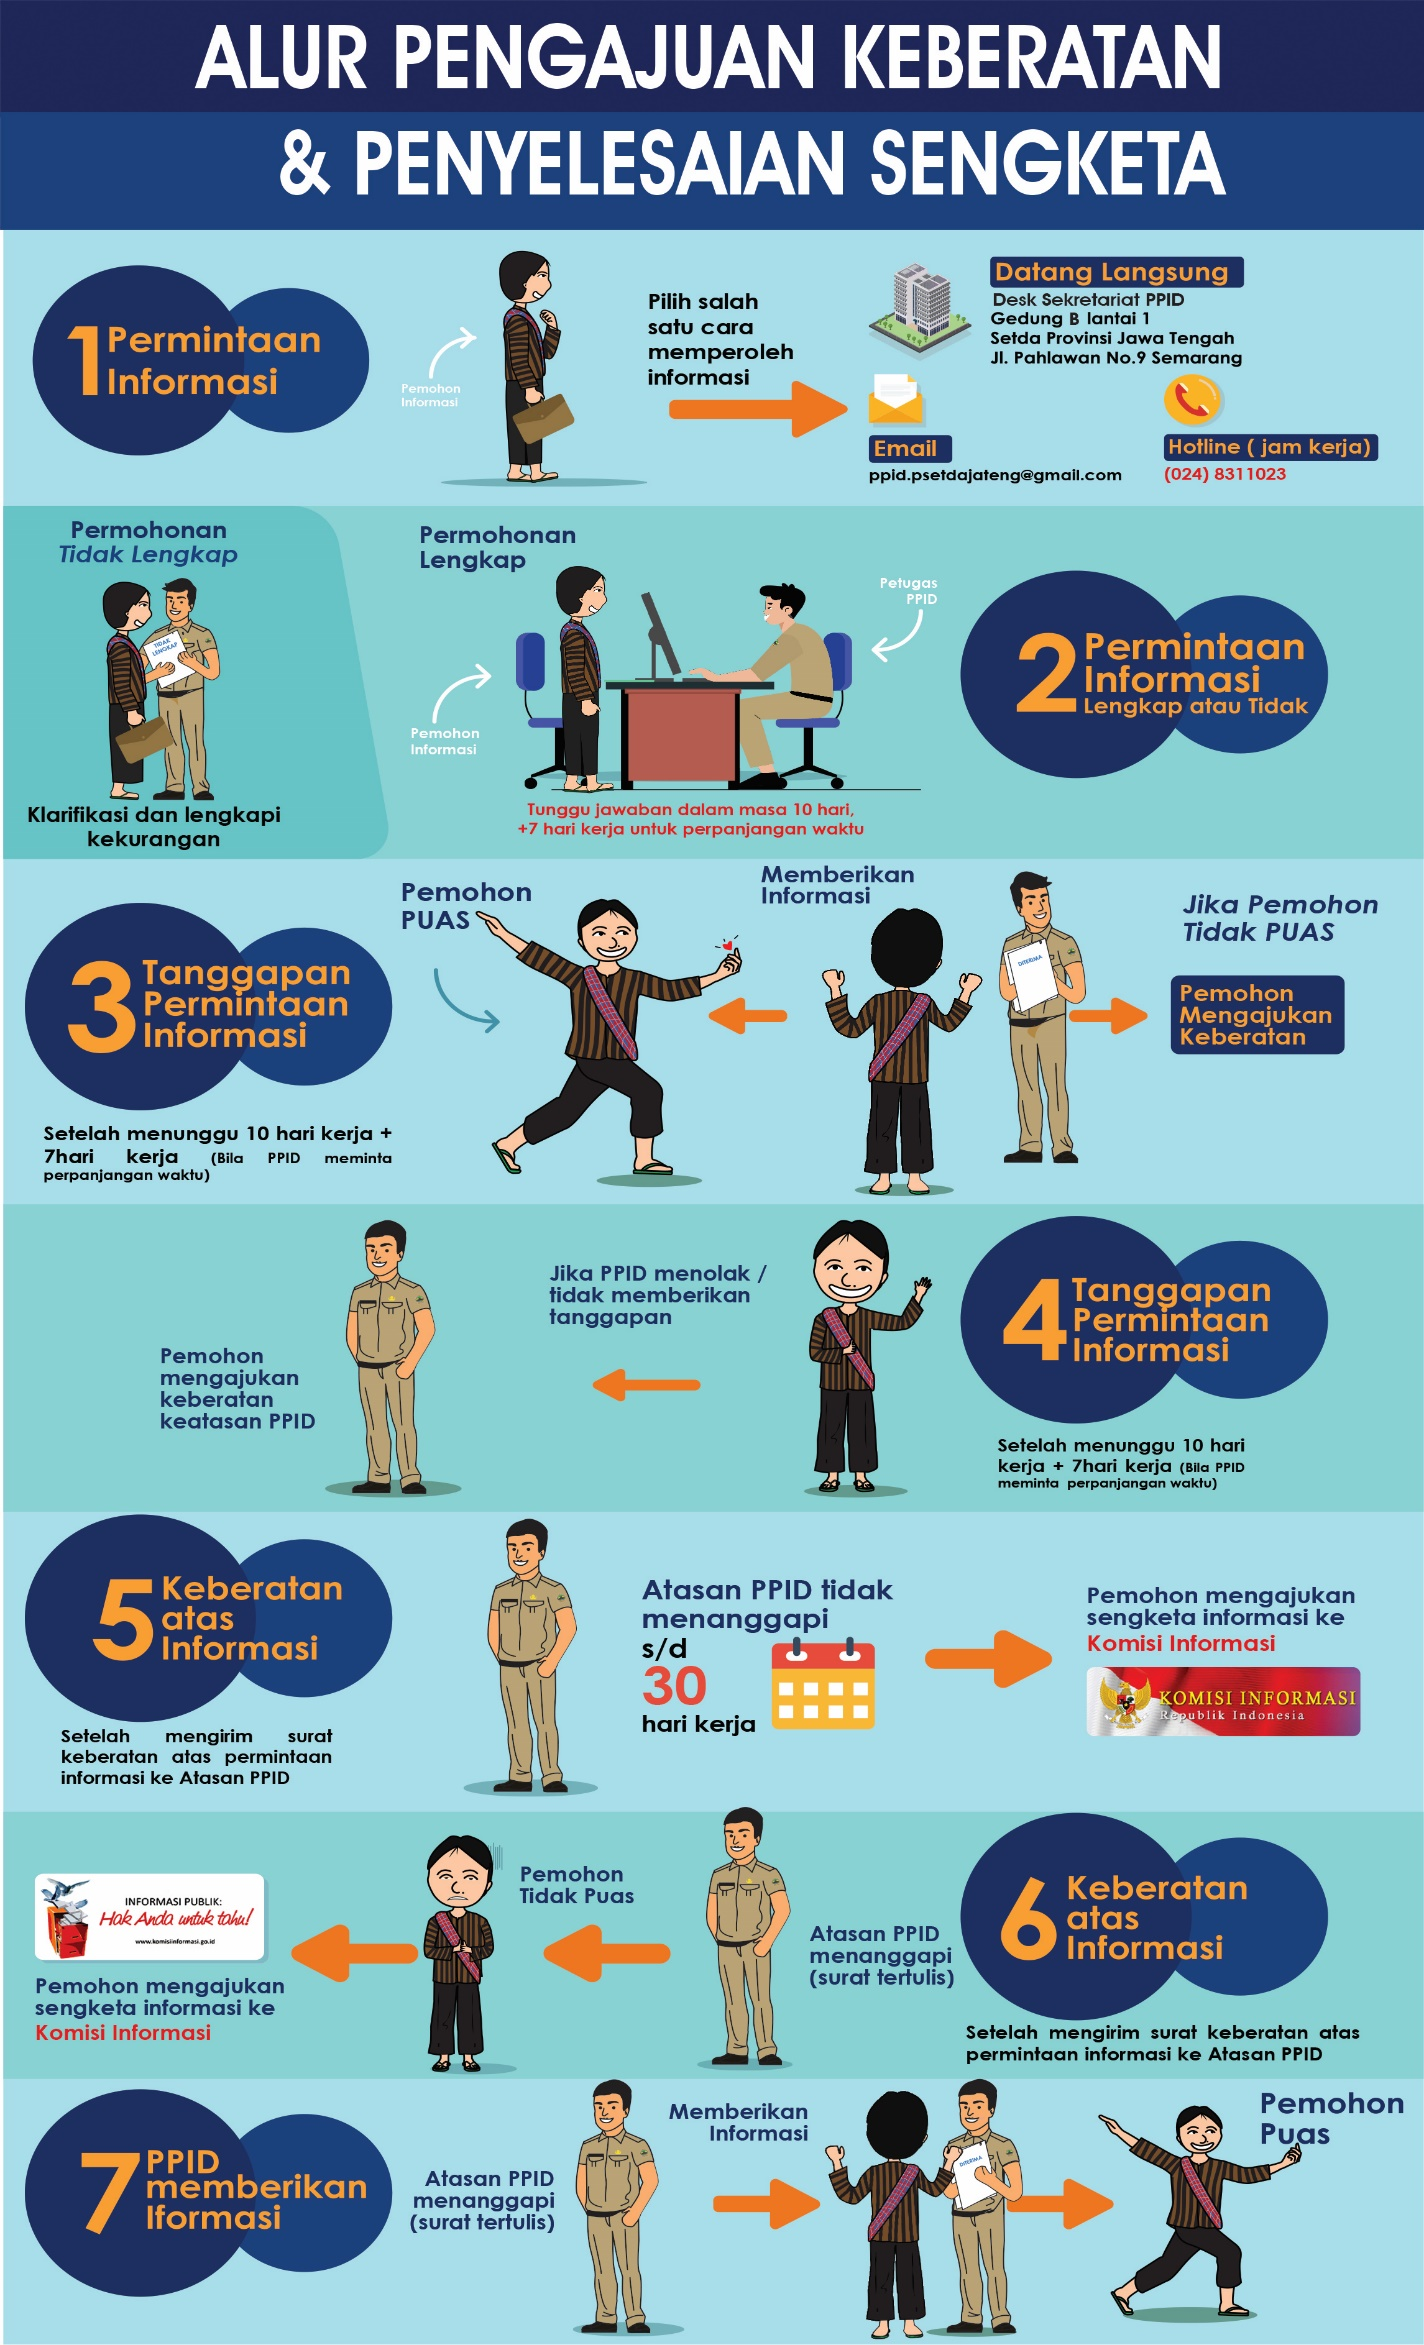 ALUR PENGAJUAN KEBERATAN
& PENYELESAIAN SENGKETA
1 Permintaan
Informasi
Pemohon
Informasi
Pilih salah
satu cara
memperoleh
informasi
Datang Langsung
Desk Sekretariat PPID
Gedung B lantai 1
Setda Provinsi Jawa Tengah
Jl. Pahlawan No.9 Semarang
Email
ppid.psetdajateng@gmail.com
Hotline ( jam kerja)
(024) 8311023
Permohonan
Tidak Lengkap
TIDAK
LENGKAP
Klarifikasi dan lengkapi
kekurangan
Permohonan
Lengkap
Pemohon
Informasi
Petugas
PPID
Tunggu jawaban dalam masa 10 hari,
+7 hari kerja untuk perpanjangan waktu
2 Permintaan
Informasi
Lengkap atau Tidak
3 Tanggapan
Permintaan
Informasi
Setelah menunggu 10 hari kerja +
7hari kerja (Bila PPID meminta
perpanjangan waktu)
Pemohon
PUAS
Memberikan
Informasi
DITERIMA
Jika Pemohon
Tidak PUAS
Pemohon
Mengajukan
Keberatan
Pemohon
mengajukan
keberatan
keatasan PPID
Jika PPID menolak /
tidak memberikan
tanggapan
4 Tanggapan
Permintaan
Informasi
Setelah menunggu 10 hari
kerja + 7hari kerja (Bila PPID
meminta perpanjangan waktu)
5 Keberatan
atas
Informasi
Setelah mengirim surat
keberatan atas permintaan
informasi ke Atasan PPID
Atasan PPID tidak
menanggapi
s/d
30
hari kerja
Pemohon mengajukan
sengketa informasi ke
Komisi Informasi
KOMISI INFORMASI
Republik Indonesia
INFORMASI PUBLIK:
Hak Anda untuk tahu!
www.komisiinformasi.go.id
Pemohon mengajukan
sengketa informasi ke
Komisi Informasi
Pemohon
Tidak Puas
Atasan PPID
menanggapi
(surat tertulis)
6 Keberatan
atas
Informasi
Setelah mengirim surat keberatan atas
permintaan informasi ke Atasan PPID
7 PPID
memberikan
Iformasi
Atasan PPID
menanggapi
(surat tertulis)
Memberikan
Informasi
DITERIMA
Pemohon
Puas